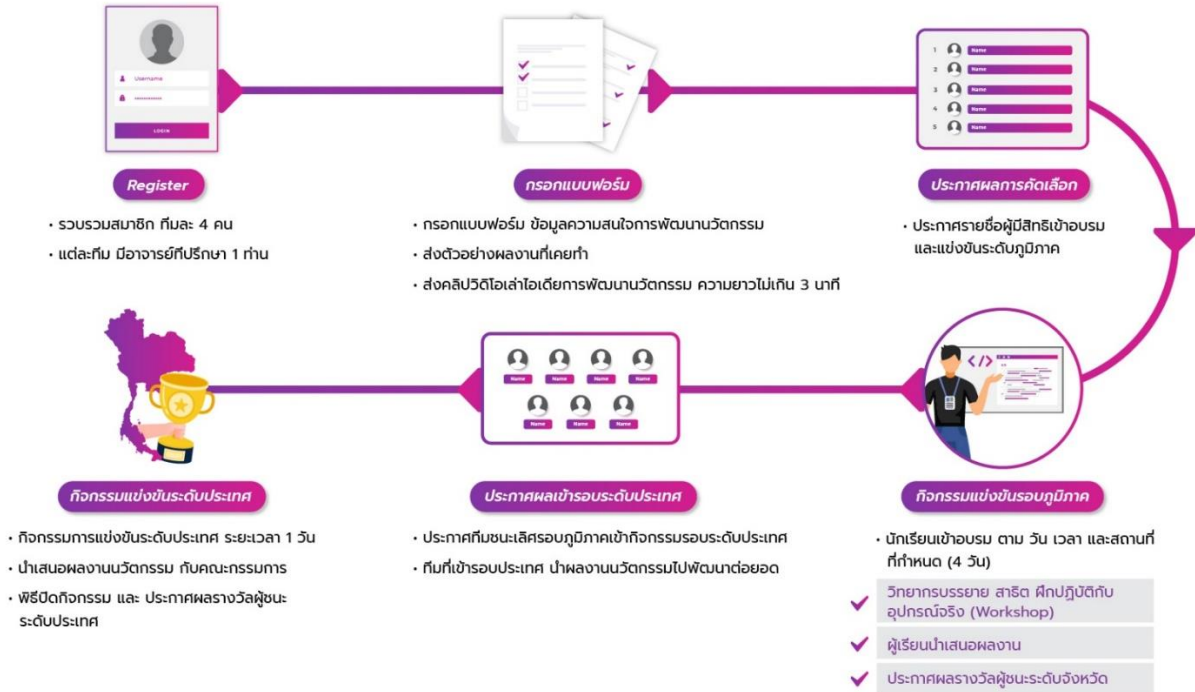 Username
LOGIN
1 Name
2 Name
3 Name
4 Name
5 Name
Register
กรอกแบบฟอร์ม
ประกาศผลการคัดเลือก
• รวบรวมสมาชิก ทีมละ 4 คน
• แต่ละทีม มีอาจารย์ที่ปรึกษา 1 ท่าน
• กรอกแบบฟอร์ม ข้อมูลความสนใจการพัฒนานวัตกรรม
• ส่งตัวอย่างผลงานที่เคยทำ
• ส่งคลิปวิดิโอเล่าไอเดียการพัฒนานวัตกรรม ความยาวไม่เกิน 3 นาที
• ประกาศรายชื่อผู้มีสิทธิเข้าอบรม
และแข่งขันระดับภูมิภาค
</>
Name Name Name Name
Name Name Name
กิจกรรมแข่งขันรอบภูมิภาค
• นักเรียนเข้าอบรม ตาม วัน เวลา และสถานที่
ที่กำหนด (4 วัน)
วิทยากรบรรยาย สาธิต ฝึกปฏิบัติกับ
อุปกรณ์จริง (Workshop)
ผู้เรียนนำเสนอผลงาน
ประกาศผลรางวัลผู้ชนะระดับจังหวัด
ประกาศผลเข้ารอบระดับประเทศ
• ประกาศทีมชนะเลิศรอบภูมิภาคเข้ากิจกรรมรอบระดับประเทศ
• ทีมที่เข้ารอบประเทศ นำผลงานนวัตกรรมไปพัฒนาต่อยอด
กิจกรรมแข่งขันระดับประเทศ
• กิจกรรมการแข่งขันระดับประเทศ ระยะเวลา 1 วัน
• นำเสนอผลงานนวัตกรรม กับคณะกรรมการ
• พิธีปิดกิจกรรม และ ประกาศผลรางวัลผู้ชนะ
ระดับประเทศ